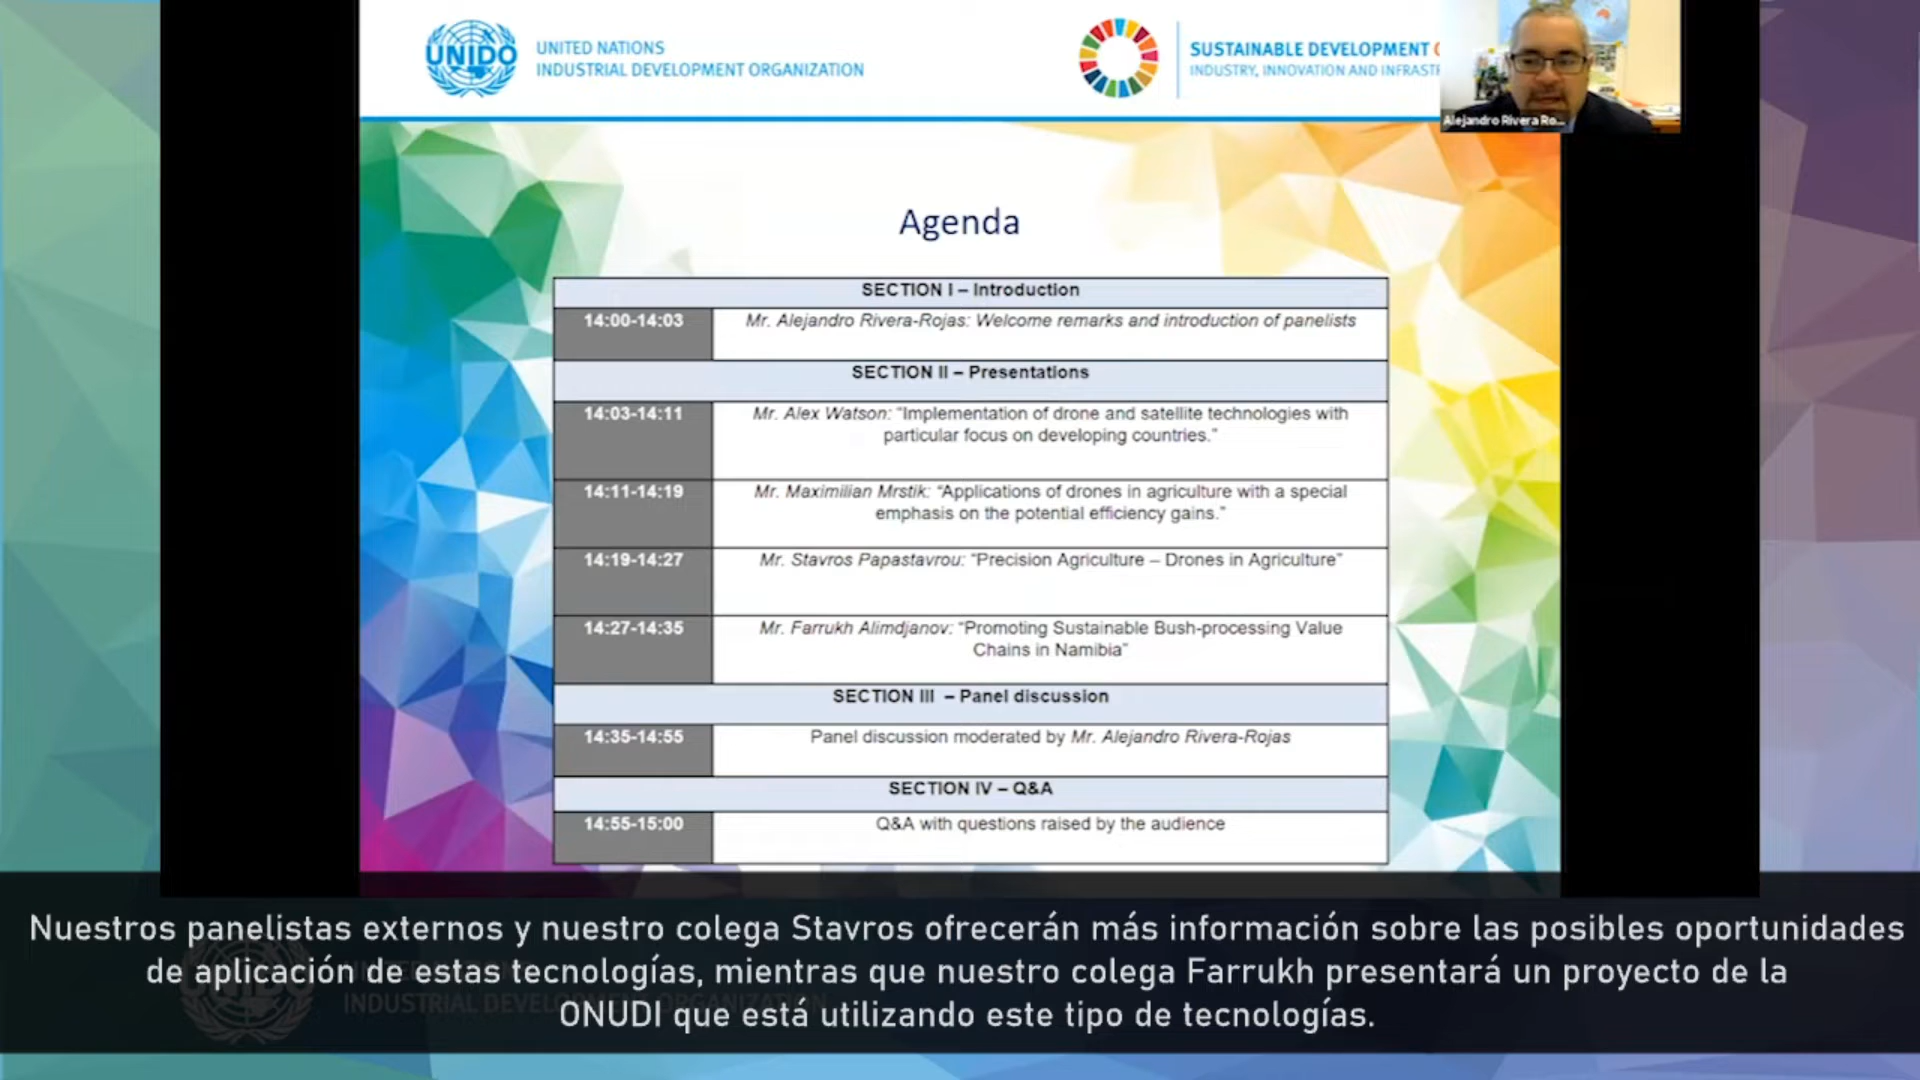 UNIDO
UNITED NATIONS
INDUSTRIAL DEVELOPMENT ORGANIZATION
SUSTAINABLE DEVELOPMENT
INDUSTRY, INNOVATION AND
Alejandro Rivera Ro...
Agenda
SECTION I – Introduction
14:00-14:03
Mr. Alejandro Rivera-Rojas: Welcome remarks and introduction of panelists
SECTION II – Presentations
14:03-14:11
Mr. Alex Watson: “Implementation of drone and satellite technologies with
particular focus on developing countries.”
14:11-14:19
Mr. Maximilian Mrstik: “Applications of drones in agriculture with a special
emphasis on the potential efficiency gains.”
14:19-14:27
Mr. Stavros Papastavrou: “Precision Agriculture – Drones in Agriculture”
14:27-14:35
Mr. Farrukh Alimdjanov: “Promoting Sustainable Bush-processing Value
Chains in Namibia”
SECTION III – Panel discussion
14:35-14:55
Panel discussion moderated by Mr. Alejandro Rivera-Rojas
SECTION IV – Q&A
14:55-15:00
Q&A with questions raised by the audience
Nuestros panelistas externos y nuestro colega Stavros ofrecerán más información sobre las posibles oportunidades
de aplicación de estas tecnologías, mientras que nuestro colega Farrukh presentará un proyecto de la
ONUDI que está utilizando este tipo de tecnologías.